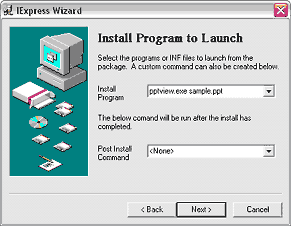 IExpress Wizard
Install Program to Launch
Select the programs or INF files to launch from the
package. A custom command can also be created below.
Install
Program
pptview.exe sample.ppt
The below comand will be run after the install has
completed.
Post Install
Command
<None>
< Back
Next >
Cancel